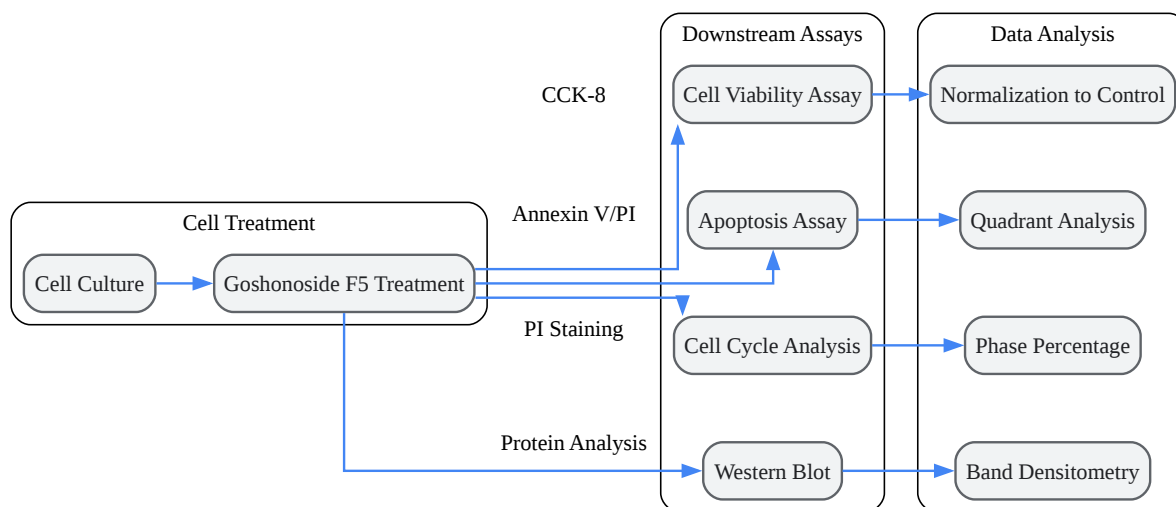 Downstream Assays
Data Analysis
CCK-8
Cell Viability Assay
Normalization to Control
Cell Treatment
Annexin V/PI
Apoptosis Assay
Quadrant Analysis
Cell Culture
Goshonoside F5 Treatment
PI Staining
Cell Cycle Analysis
Phase Percentage
Protein Analysis
Western Blot
Band Densitometry